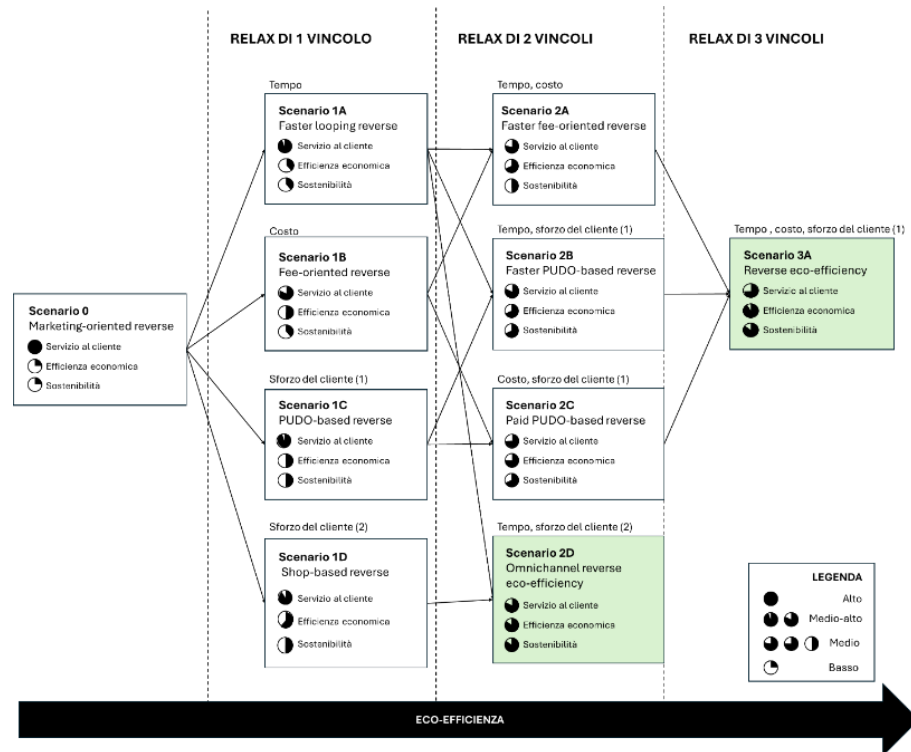 RELAX DI 1 VINCOLO
RELAX DI 2 VINCOLI
RELAX DI 3 VINCOLI
Scenario 0
Marketing-oriented reverse
Servizio al cliente
Efficienza economica
Sostenibilità
Tempo
Scenario 1A
Faster looping reverse
Servizio al cliente
Efficienza economica
Sostenibilità
Costo
Scenario 1B
Fee-oriented reverse
Servizio al cliente
Efficienza economica
Sostenibilità
Sforzo del cliente (1)
Scenario 1C
PUDO-based reverse
Servizio al cliente
Efficienza economica
Sostenibilità
Sforzo del cliente (2)
Scenario 1D
Shop-based reverse
Servizio al cliente
Efficienza economica
Sostenibilità
Tempo, costo
Scenario 2A
Faster fee-oriented reverse
Servizio al cliente
Efficienza economica
Sostenibilità
Tempo, sforzo del cliente (1)
Scenario 2B
Faster PUDO-based reverse
Servizio al cliente
Efficienza economica
Sostenibilità
Costo, sforzo del cliente (1)
Scenario 2C
Paid PUDO-based reverse
Servizio al cliente
Efficienza economica
Sostenibilità
Tempo, sforzo del cliente (2)
Scenario 2D
Omnichannel reverse
eco-efficiency
Servizio al cliente
Efficienza economica
Sostenibilità
Tempo , costo, sforzo del cliente (1)
Scenario 3A
Reverse eco-efficiency
Servizio al cliente
Efficienza economica
Sostenibilità
LEGENDA
Alto
Medio-alto
Medio
Basso
ECO-EFFICIENZA